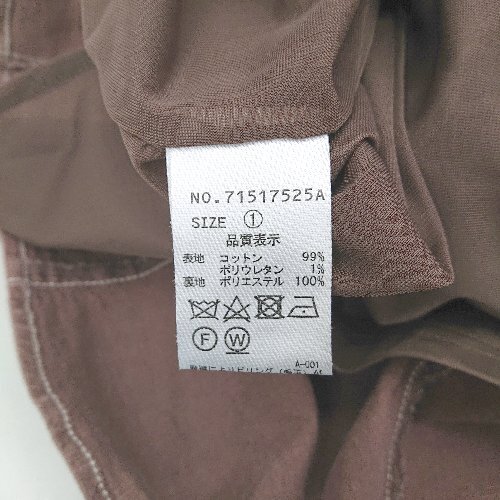 NO.71517525A
SIZE ①
品質表示
表地 コットン 99%
ポリウレタン 1%
裏地 ポリエステル 100%
F W
A-001